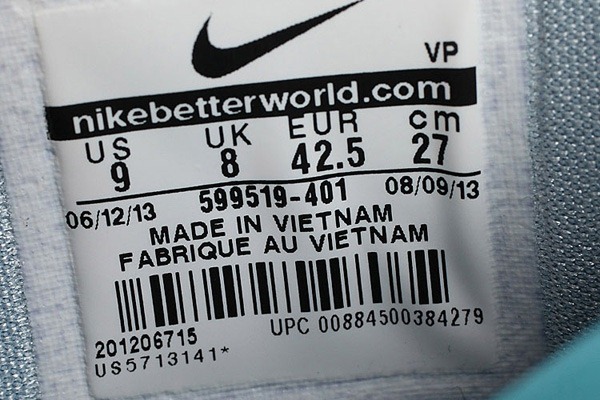 VP
nikebetterworld.com
US UK EUR cm
9 8 42.5 27
599519-401
06/12/13 08/09/13
MADE IN VIETNAM
FABRIQUE AU VIETNAM
201206715 UPC 00884500384279
US5713141*